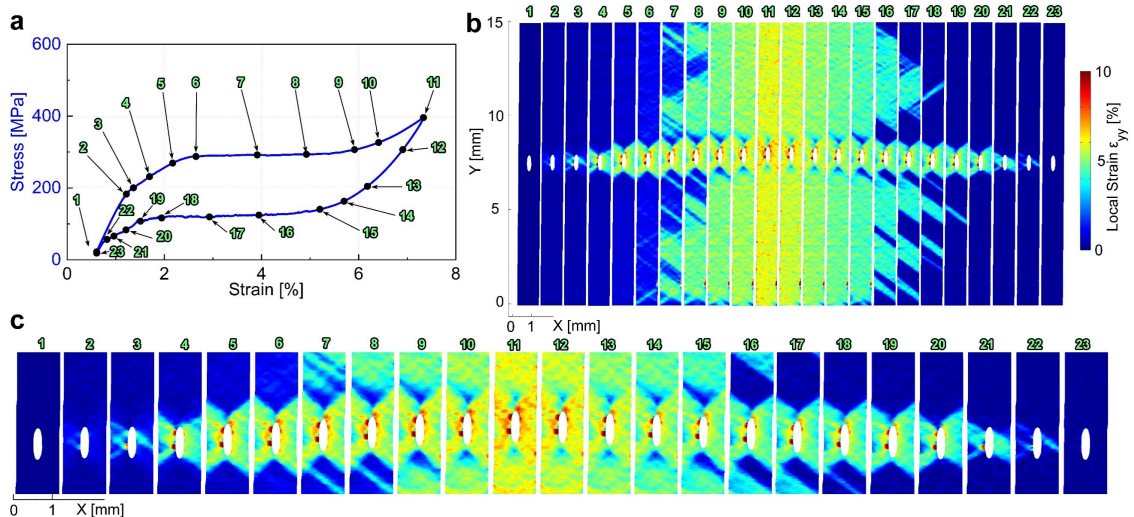 a
600
400
200
0
Stress [MPa]
0 2 4 6 8
Strain [%]
1
2
3
4
5
6
7
8
9
10
11
12
13
14
15
16
17
18
19
20
21
22
23
b
1 2 3 4 5 6 7 8 9 10 11 12 13 14 15 16 17 18 19 20 21 22 23
15
10
5
0
Y [mm]
0 1 X [mm]
10
5
0
Local Strain εyy [%]
c
1 2 3 4 5 6 7 8 9 10 11 12 13 14 15 16 17 18 19 20 21 22 23
0 1 X [mm]